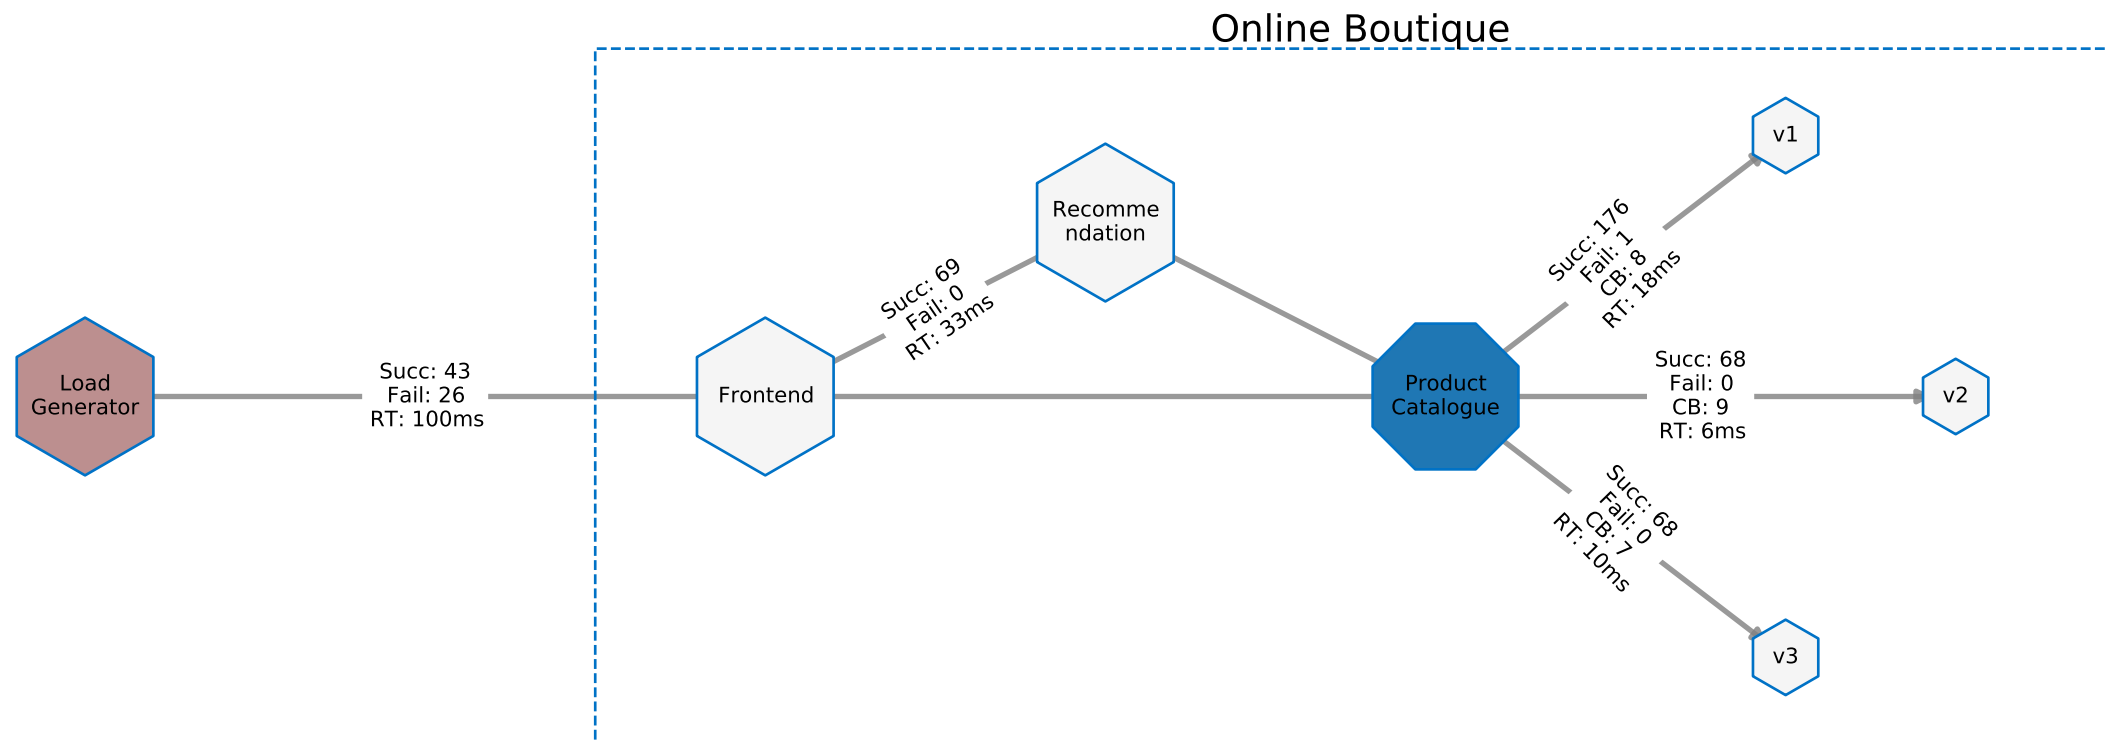 Online Boutique
Load
Generator
Succ: 43
Fail: 26
RT: 100ms
Frontend
Succ: 69
Fail: 0
RT: 33ms
Recomme
ndation
Product
Catalogue
Succ: 176
Fail: 1
CB: 8
RT: 18ms
v1
Succ: 68
Fail: 0
CB: 9
RT: 6ms
v2
Succ: 68
Fail: 0
CB: 7
RT: 10ms
v3